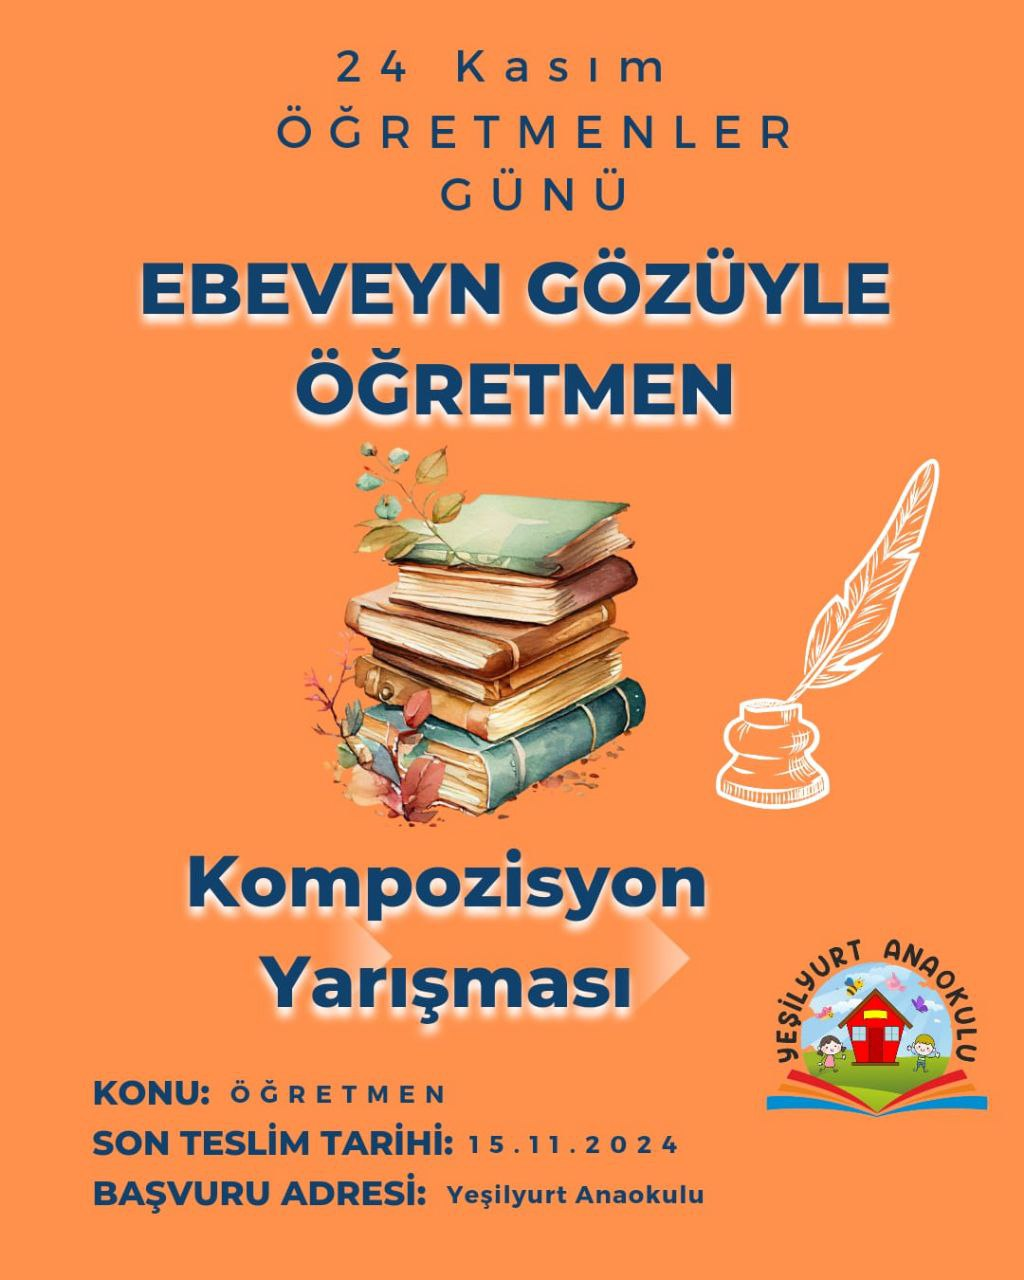 24 Kasım
ÖĞRETMENLER
GÜNÜ
EBEVEYN GÖZÜYLE
ÖĞRETMEN
Kompozisyon
Yarışması
YEŞİLYURT ANAOKULU
KONU: ÖĞRETMEN
SON TESLİM TARİHİ: 15.11.2024
BAŞVURU ADRESİ: Yeşilyurt Anaokulu